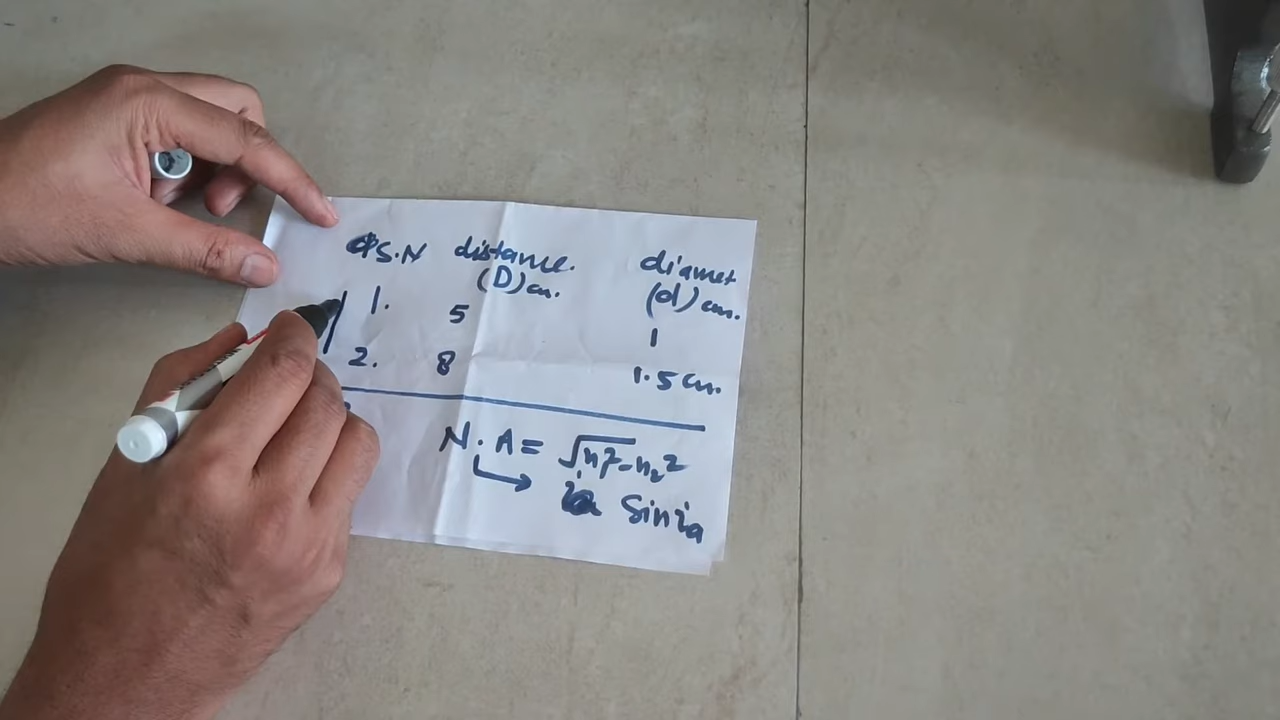 S.N distance. diamet
(D) cm. (d) cm.
1. 5 1
2. 8 1.5 cm.
N.A = √n₁²-n₂²
→ Sin ia